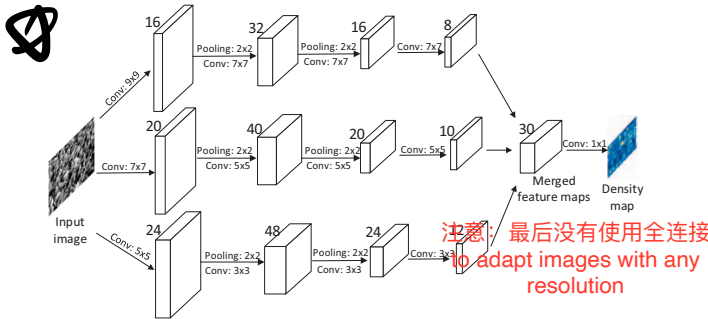 16
32
16
8
Pooling: 2x2
Conv: 7x7
Pooling: 2x2
Conv: 7x7
Conv: 7x7
Conv: 9x9
20
40
20
10
30
Conv: 7x7
Pooling: 2x2
Conv: 5x5
Pooling: 2x2
Conv: 5x5
Conv: 5x5
Conv: 1x1
Input
image
Merged
feature maps
Density
map
Conv: 5x5
24
48
24
12
Pooling: 2x2
Conv: 3x3
Pooling: 2x2
Conv: 3x3
Conv: 3x3
注意：最后没有使用全连接
to adapt images with any
resolution